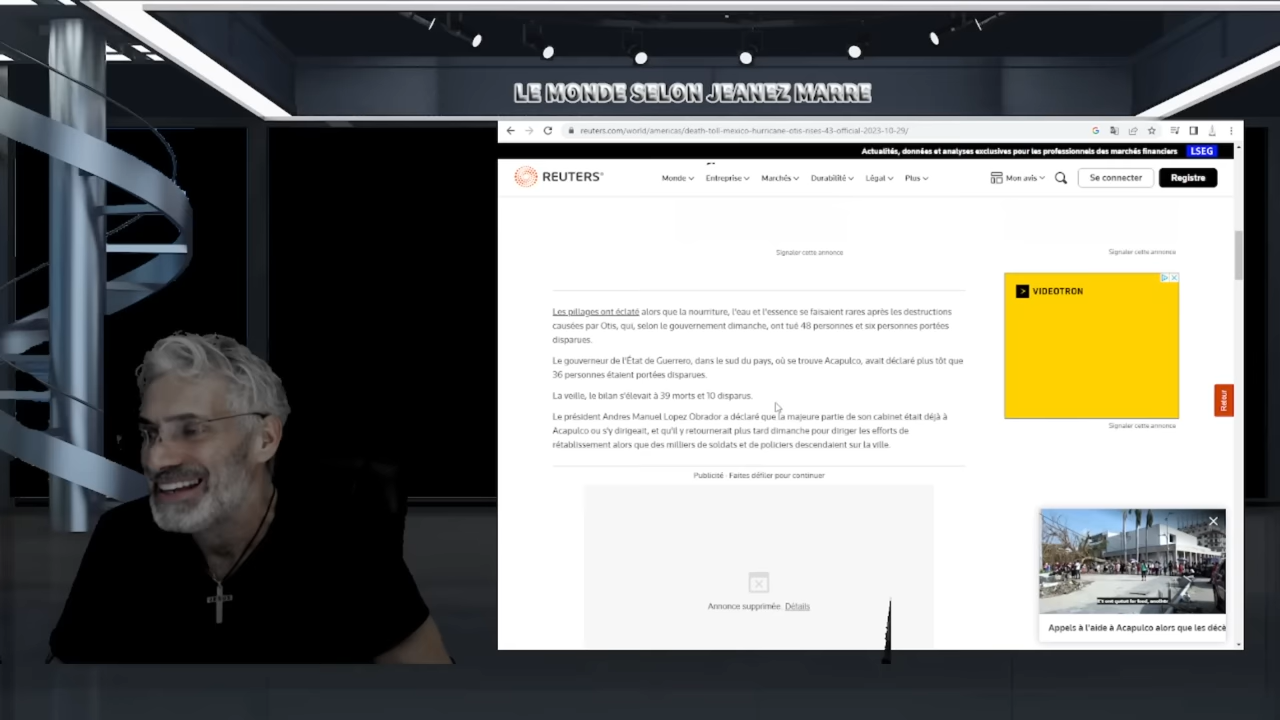 LE MONDE SELON JEANEZ MARRE
reuters.com/world/americas/death-toll-mexico-hurricane-otis-rises-43-official-2023-10-29/
Actualités, données et analyses exclusives pour les professionnels des marchés financiers LSEG
REUTERS®
Monde
Entreprise
Marchés
Durabilité
Légal
Plus
Mon avis
Se connecter
Registre
Signaler cette annonce
Signaler cette annonce
VIDEOTRON
Les pillages ont éclaté alors que la nourriture, l'eau et l'essence se faisaient rares après les destructions
causées par Otis, qui, selon le gouvernement dimanche, ont tué 48 personnes et six personnes portées
disparues.
Le gouverneur de l'État de Guerrero, dans le sud du pays, où se trouve Acapulco, avait déclaré plus tôt que
36 personnes étaient portées disparues.
La veille, le bilan s'élevait à 39 morts et 10 disparus.
Le président Andres Manuel Lopez Obrador a déclaré que la majeure partie de son cabinet était déjà à
Acapulco ou s'y dirigeait, et qu'il y retournerait plus tard dimanche pour diriger les efforts de
rétablissement alors que des milliers de soldats et de policiers descendaient sur la ville.
Retour
Signaler cette annonce
Publicité · Faites défiler pour continuer
Annonce supprimée. Détails
Appels à l'aide à Acapulco alors que les décè